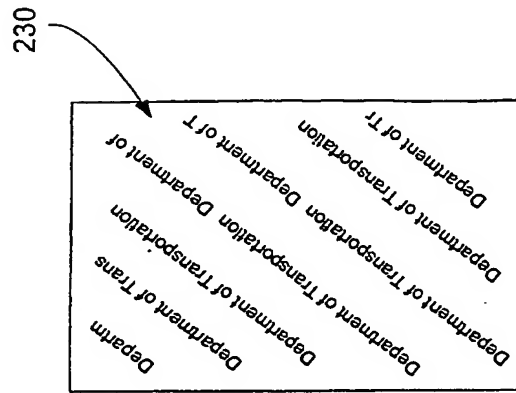 230
Departm
Department of Trans
Department of Transportation
Department of Transportation Department of
Department of Transportation Department of T
Department of Transportation
Department of Tr